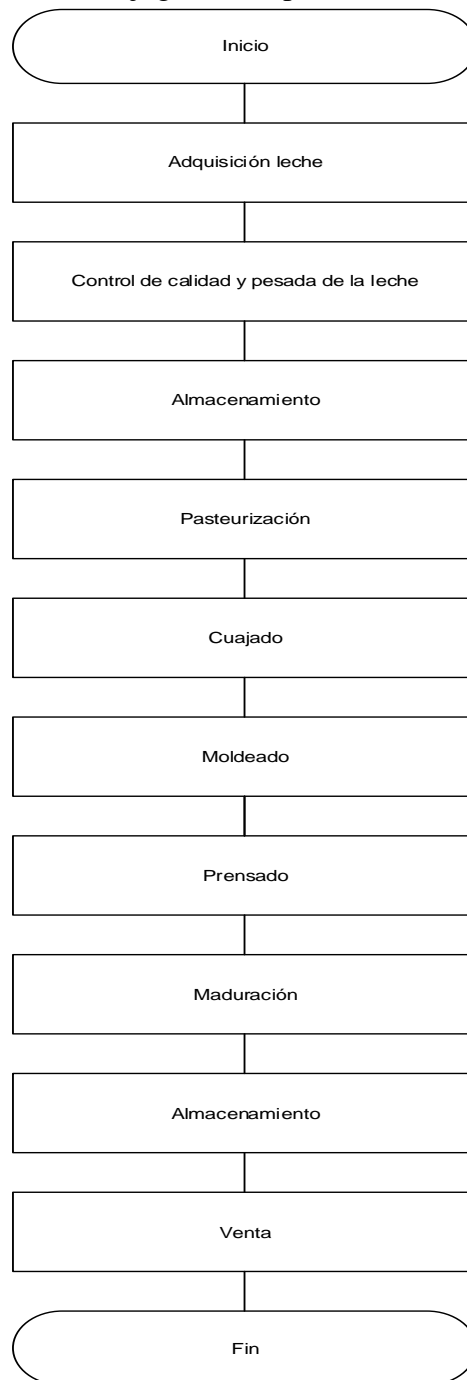 Inicio
Adquisición leche
Control de calidad y pesada de la leche
Almacenamiento
Pasteurización
Cuajado
Moldeado
Prensado
Maduración
Almacenamiento
Venta
Fin